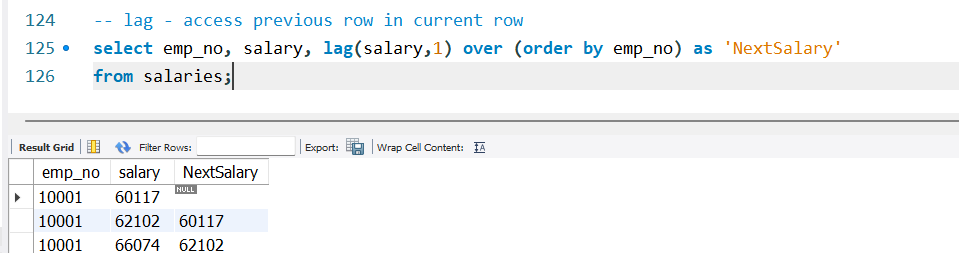 124 -- lag - access previous row in current row
125 select emp_no, salary, lag(salary,1) over (order by emp_no) as 'NextSalary'
126 from salaries;
Result Grid Filter Rows: Export: Wrap Cell Content: IA
emp_no salary NextSalary
10001 60117 NULL
10001 62102 60117
10001 66074 62102